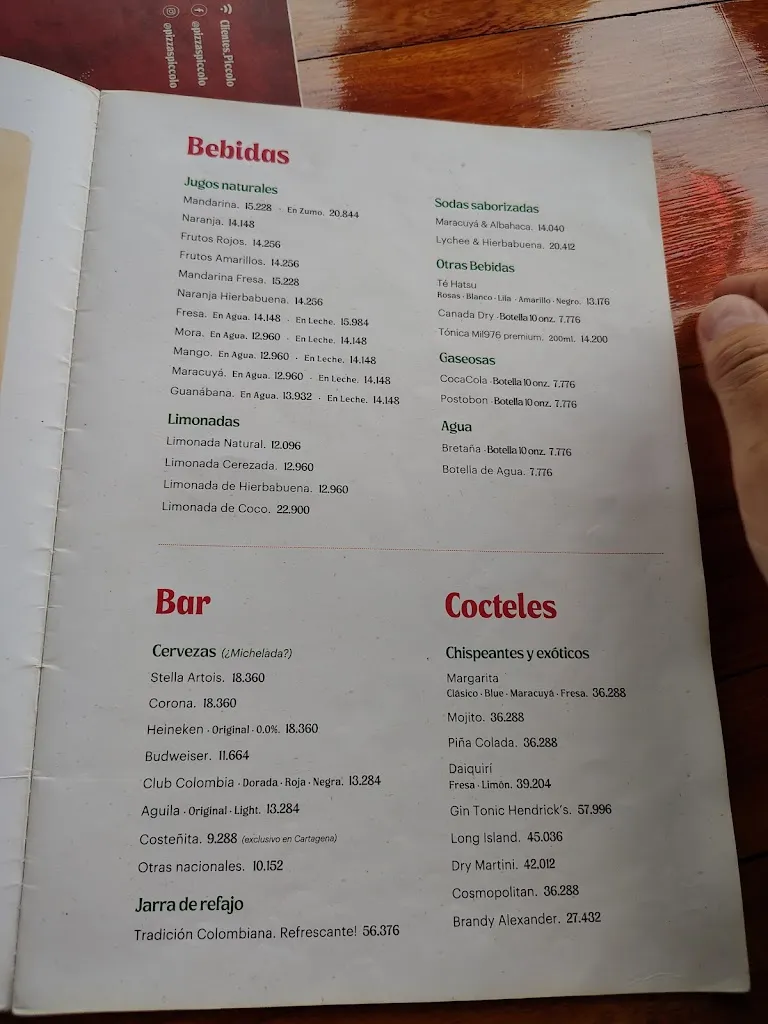 Clientes Piccolo
@pizzaspiccolo
@pizzaspiccolo
Bebidas
Jugos naturales
Mandarina. 15.228 · En Zumo. 20.844
Naranja. 14.148
Frutos Rojos. 14.256
Frutos Amarillos. 14.256
Mandarina Fresa. 15.228
Naranja Hierbabuena. 14.256
Fresa. En Agua. 14.148 · En Leche. 15.984
Mora. En Agua. 12.960 · En Leche. 14.148
Mango. En Agua. 12.960 · En Leche. 14.148
Maracuyá. En Agua. 12.960 · En Leche. 14.148
Guanábana. En Agua. 13.932 · En Leche. 14.148
Limonadas
Limonada Natural. 12.096
Limonada Cerezada. 12.960
Limonada de Hierbabuena. 12.960
Limonada de Coco. 22.900
Sodas saborizadas
Maracuyá & Albahaca. 14.040
Lychee & Hierbabuena. 20.412
Otras Bebidas
Té Hatsu
Rosas · Blanco · Lila · Amarillo · Negro. 13.176
Canada Dry · Botella 10 onz. 7.776
Tónica Mil976 premium. 200ml. 14.200
Gaseosas
CocaCola · Botella 10 onz. 7.776
Postobon · Botella 10 onz. 7.776
Agua
Bretaña · Botella 10 onz. 7.776
Botella de Agua. 7.776
Bar
Cervezas (¿Michelada?)
Stella Artois. 18.360
Corona. 18.360
Heineken · Original · 0.0%. 18.360
Budweiser. 11.664
Club Colombia · Dorada · Roja · Negra. 13.284
Aguila · Original · Light. 13.284
Costeñita. 9.288 (exclusivo en Cartagena)
Otras nacionales. 10.152
Jarra de refajo
Tradición Colombiana. Refrescante! 56.376
Cocteles
Chispeantes y exóticos
Margarita
Clásico · Blue · Maracuyá · Fresa. 36.288
Mojito. 36.288
Piña Colada. 36.288
Daiquirí
Fresa · Limón. 39.204
Gin Tonic Hendrick's. 57.996
Long Island. 45.036
Dry Martini. 42.012
Cosmopolitan. 36.288
Brandy Alexander. 27.432